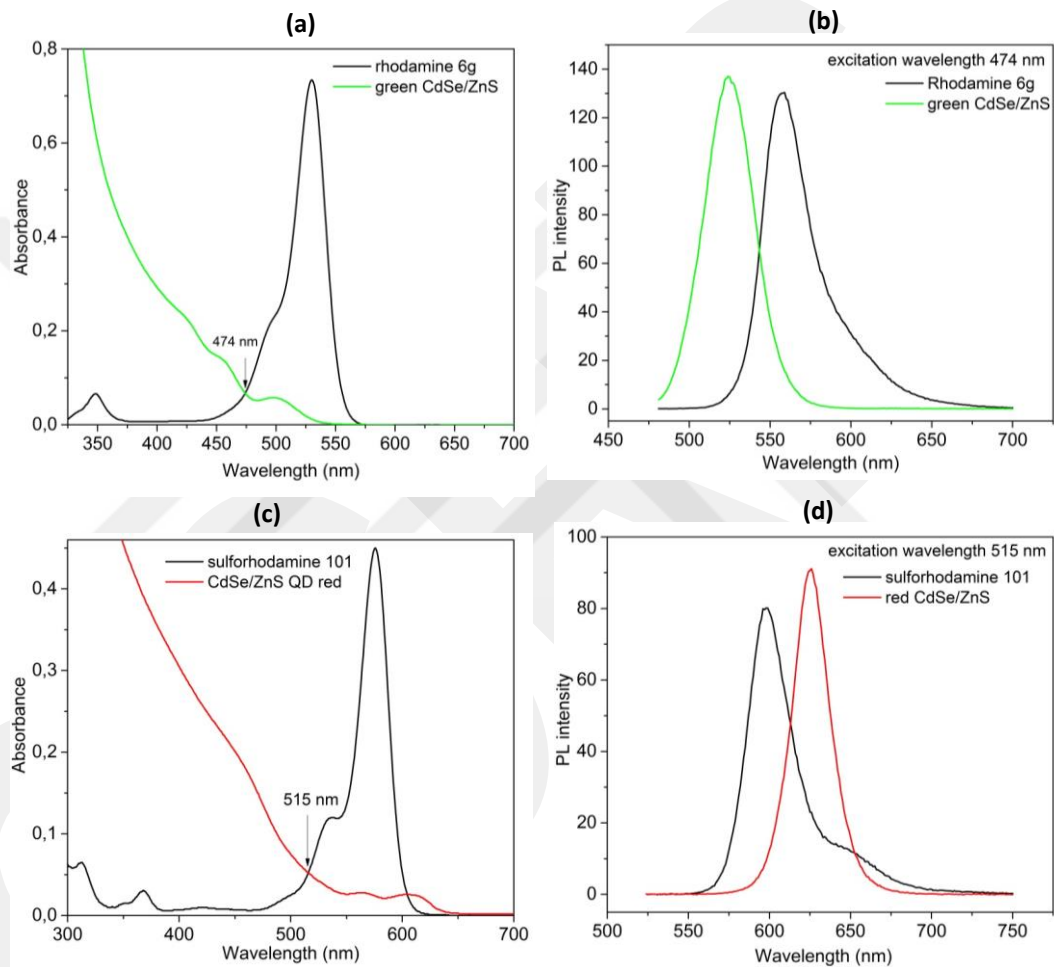 (a)
rhodamine 6g
green CdSe/ZnS
0,8
0,6
0,4
0,2
0,0
Absorbance
474 nm
350 400 450 500 550 600 650 700
Wavelength (nm)
(b)
excitation wavelength 474 nm
Rhodamine 6g
green CdSe/ZnS
140
120
100
80
60
40
20
0
PL intensity
450 500 550 600 650 700
Wavelength (nm)
(c)
sulforhodamine 101
CdSe/ZnS QD red
0,4
0,3
0,2
0,1
0,0
Absorbance
515 nm
300 400 500 600 700
Wavelength (nm)
(d)
excitation wavelength 515 nm
sulforhodamine 101
red CdSe/ZnS
100
80
60
40
20
0
PL intensity
500 550 600 650 700 750
Wavelength (nm)